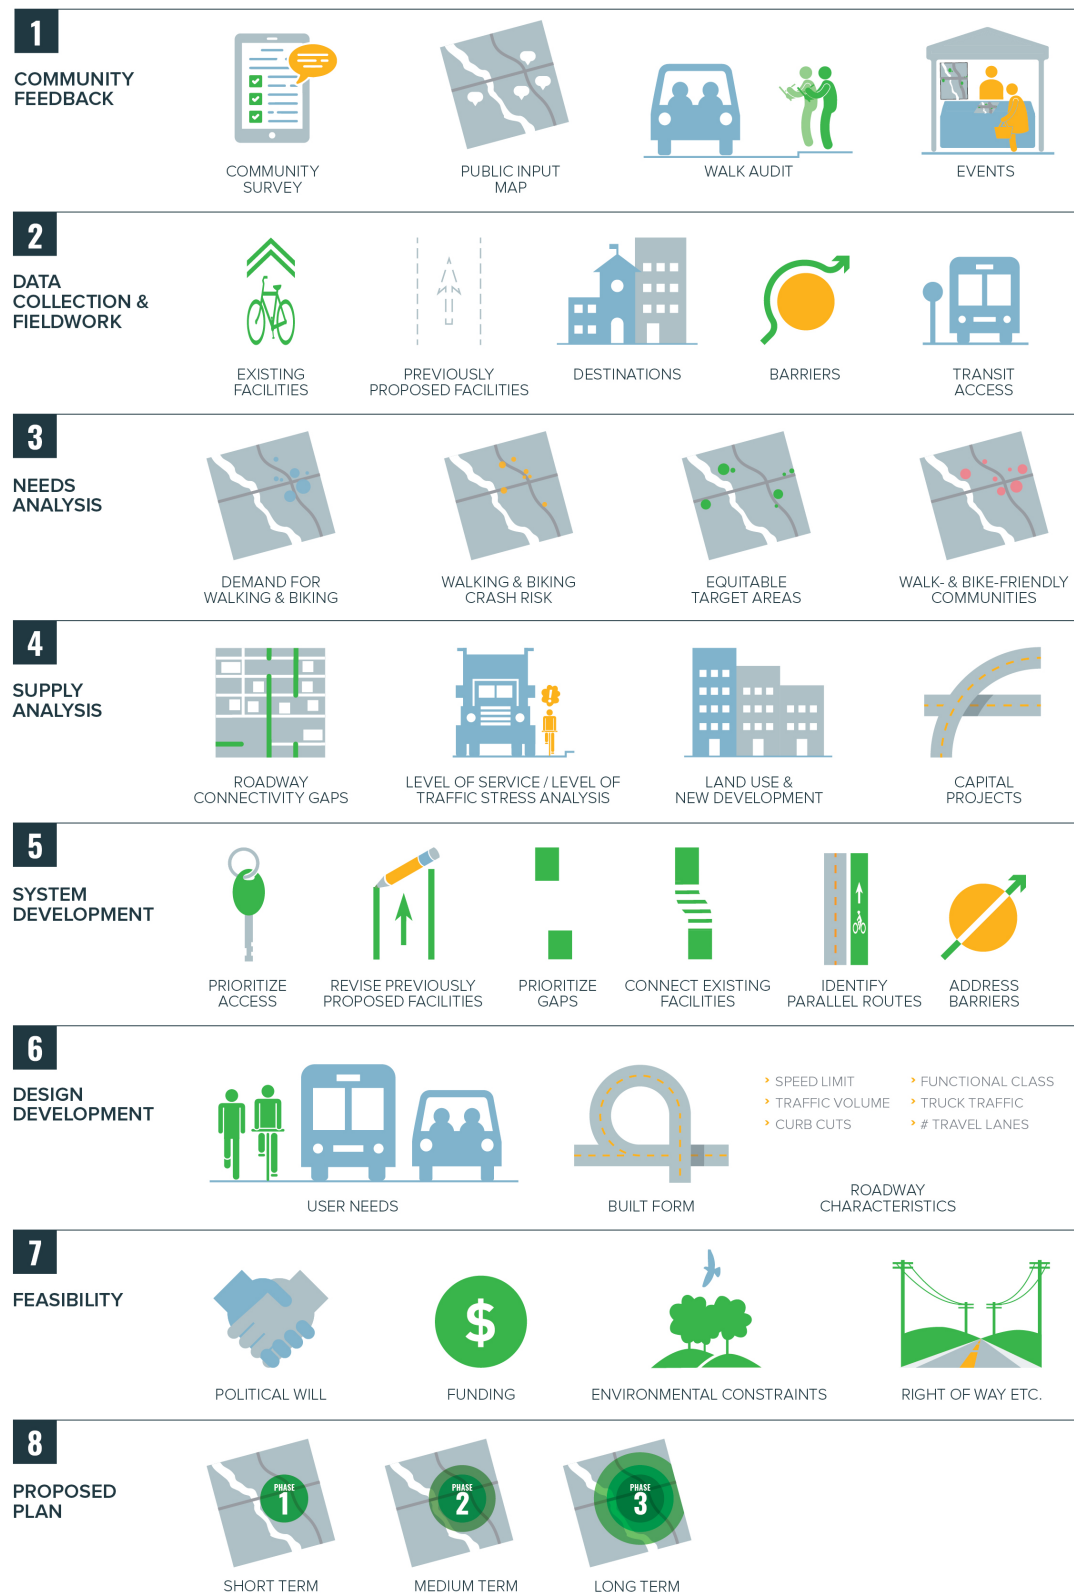 1
COMMUNITY
FEEDBACK
COMMUNITY
SURVEY
PUBLIC INPUT
MAP
WALK AUDIT
EVENTS
2
DATA
COLLECTION &
FIELDWORK
EXISTING
FACILITIES
PREVIOUSLY
PROPOSED FACILITIES
DESTINATIONS
BARRIERS
TRANSIT
ACCESS
3
NEEDS
ANALYSIS
DEMAND FOR
WALKING & BIKING
WALKING & BIKING
CRASH RISK
EQUITABLE
TARGET AREAS
WALK- & BIKE-FRIENDLY
COMMUNITIES
4
SUPPLY
ANALYSIS
!
ROADWAY
CONNECTIVITY GAPS
LEVEL OF SERVICE / LEVEL OF
TRAFFIC STRESS ANALYSIS
LAND USE &
NEW DEVELOPMENT
CAPITAL
PROJECTS
5
SYSTEM
DEVELOPMENT
PRIORITIZE
ACCESS
REVISE PREVIOUSLY
PROPOSED FACILITIES
PRIORITIZE
GAPS
CONNECT EXISTING
FACILITIES
IDENTIFY
PARALLEL ROUTES
ADDRESS
BARRIERS
6
DESIGN
DEVELOPMENT
USER NEEDS
BUILT FORM
› SPEED LIMIT
› TRAFFIC VOLUME
› CURB CUTS
› FUNCTIONAL CLASS
› TRUCK TRAFFIC
› # TRAVEL LANES
ROADWAY
CHARACTERISTICS
7
FEASIBILITY
$
POLITICAL WILL
FUNDING
ENVIRONMENTAL CONSTRAINTS
RIGHT OF WAY ETC.
8
PROPOSED
PLAN
PHASE
1
SHORT TERM
PHASE
2
MEDIUM TERM
PHASE
3
LONG TERM